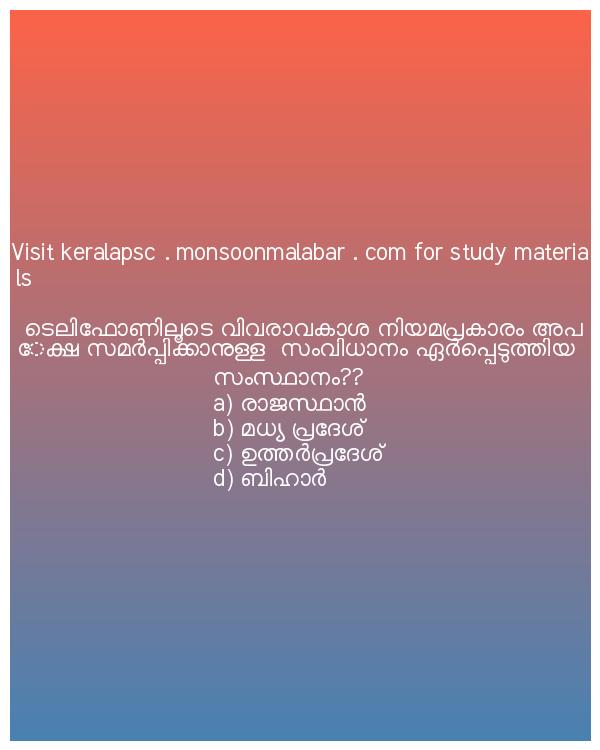 Visit keralapsc . monsoonmalabar . com for study materia
ls
ടെലിഫോണിലൂടെ വിവരാവകാശ നിയമപ്രകാരം അപ
േക്ഷ സമർപ്പിക്കാനുള്ള സംവിധാനം ഏർപ്പെടുത്തിയ
സംസ്ഥാനം??
a) രാജസ്ഥാൻ
b) മധ്യ പ്രദേശ്
c) ഉത്തർപ്രദേശ്
d) ബിഹാർ